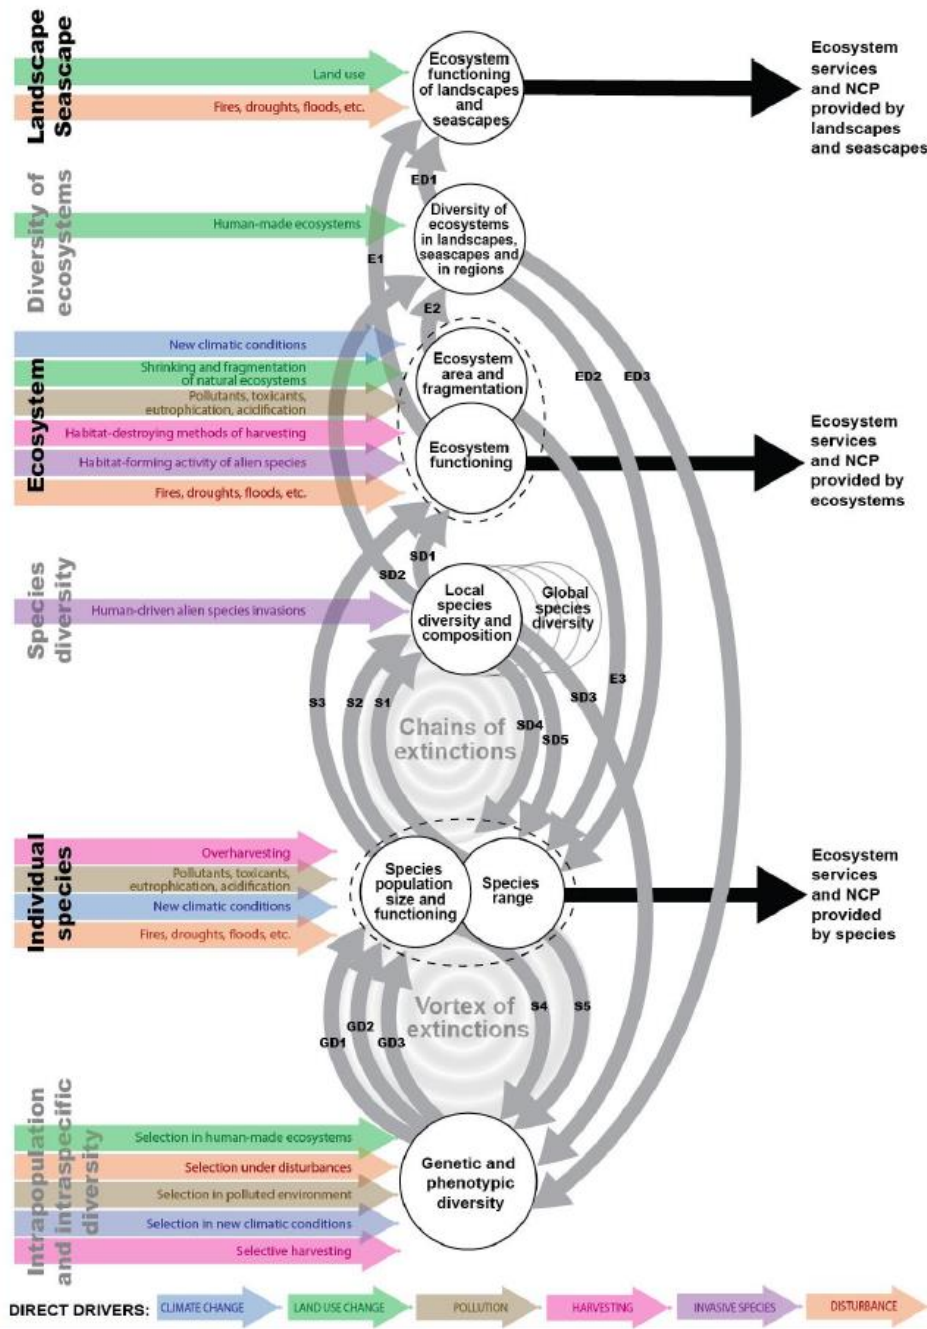 Landscape
Seascape
Land use
Fires, droughts, floods, etc.
Ecosystem
functioning
of landscapes
and
seascapes
Ecosystem
services
and NCP
provided by
landscapes
and seascapes
ED1
Diversity of
ecosystems
Human-made ecosystems
Diversity of
ecosystems
in landscapes,
seascapes and
in regions
E1
E2
Ecosystem
New climatic conditions
Shrinking and fragmentation
of natural ecosystems
Pollutants, toxicants,
eutrophication, acidification
Habitat-destroying methods of harvesting
Habitat-forming activity of alien species
Fires, droughts, floods, etc.
Ecosystem
area and
fragmentation
Ecosystem
functioning
ED2
ED3
Ecosystem
services
and NCP
provided by
ecosystems
SD1
SD2
Species
diversity
Human-driven alien species invasions
Local
species
diversity and
composition
Global
species
diversity
S3
S2
S1
Chains of
extinctions
SD4
SD5
SD3
E3
Individual
species
Overharvesting
Pollutants, toxicants,
eutrophication, acidification
New climatic conditions
Fires, droughts, floods, etc.
Species
population
size and
functioning
Species
range
Ecosystem
services
and NCP
provided
by species
Vortex of
extinctions
GD1
GD2
GD3
S4
S5
Intrapopulation
and intraspecific
diversity
Selection in human-made ecosystems
Selection under disturbances
Selection in polluted environment
Selection in new climatic conditions
Selective harvesting
Genetic and
phenotypic
diversity
DIRECT DRIVERS: CLIMATE CHANGE LAND USE CHANGE POLLUTION HARVESTING INVASIVE SPECIES DISTURBANCE